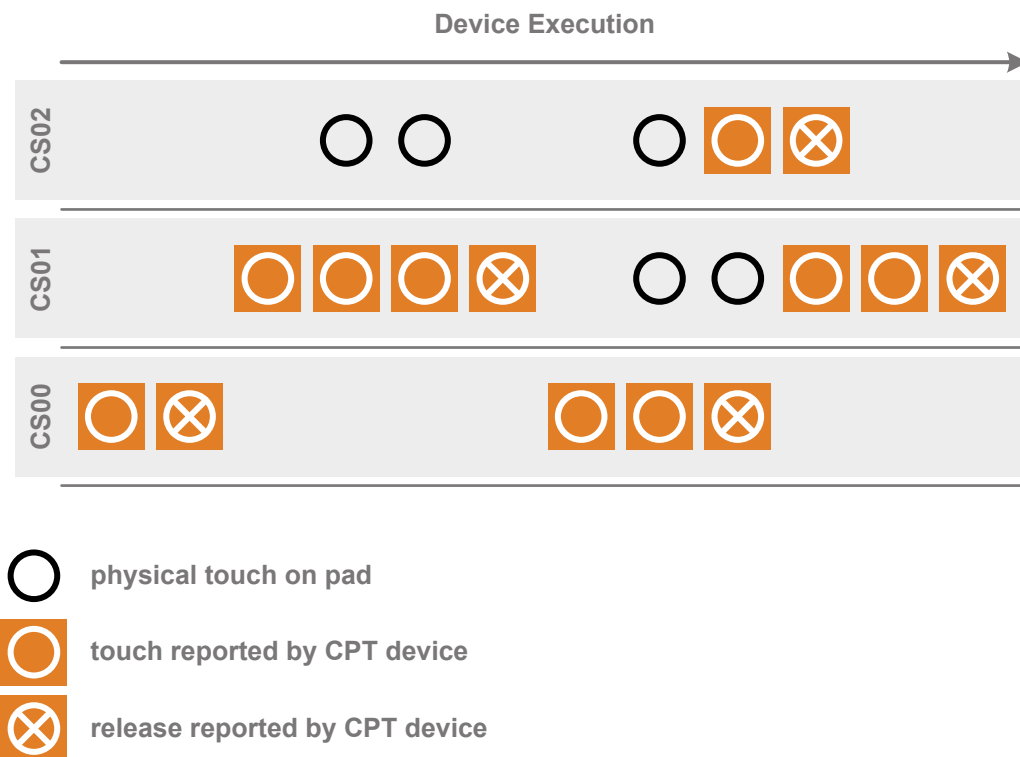 Device Execution
CS02
CS01
CS00
physical touch on pad
touch reported by CPT device
release reported by CPT device